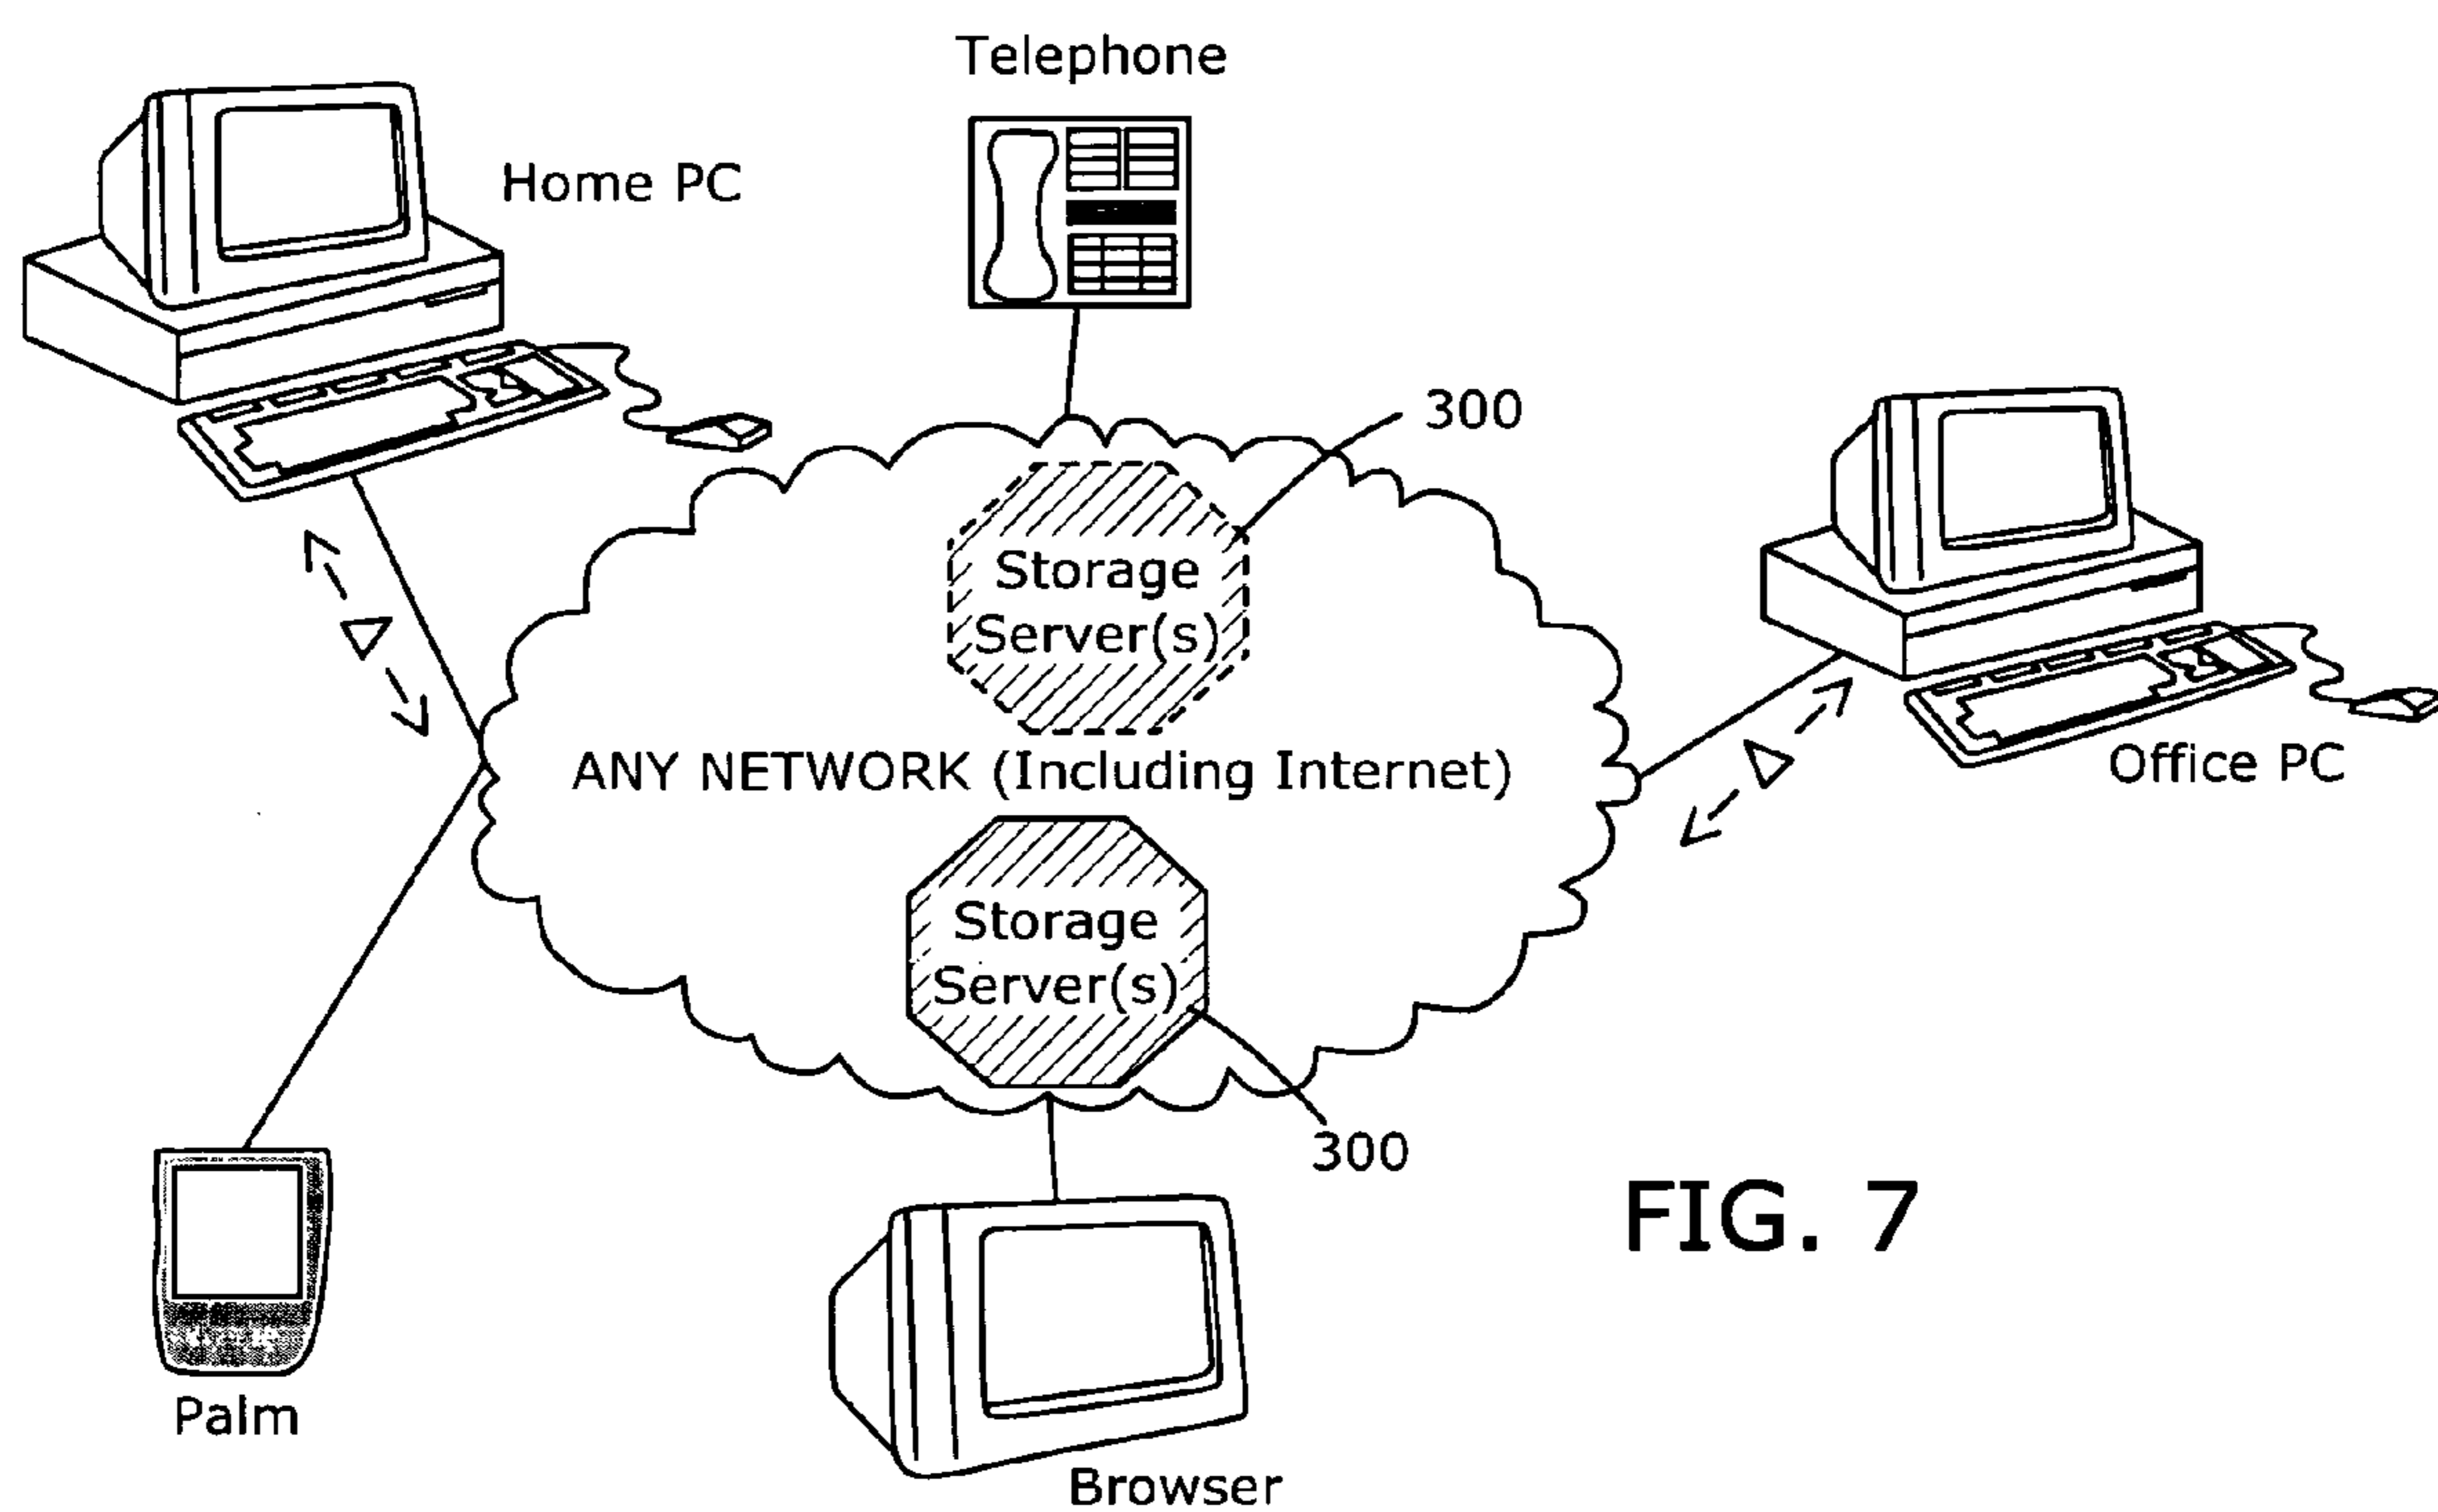 Telephone
Home PC
300
Storage
Server(s)
ANY NETWORK (Including Internet)
Office PC
Storage
Server(s)
300
FIG. 7
Palm
Browser